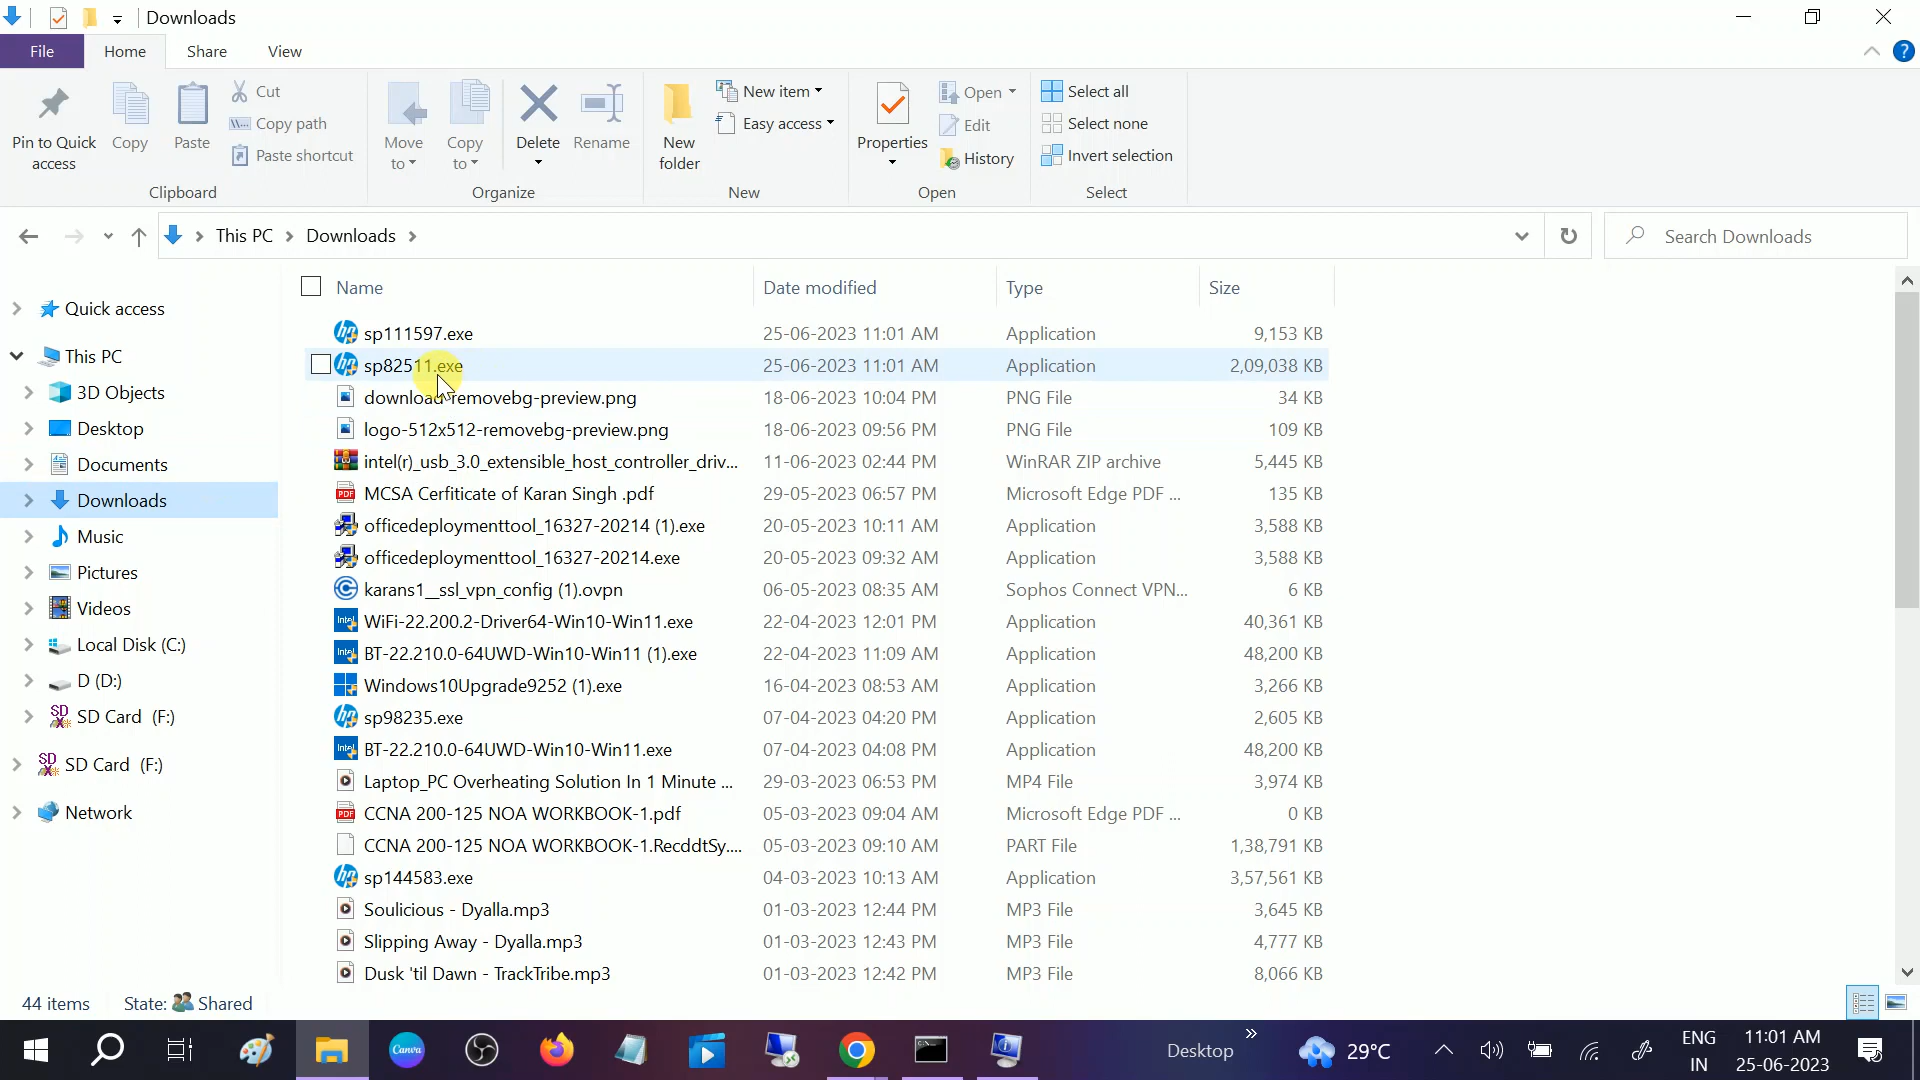 Downloads
File Home Share View
Pin to Quick access
Copy
Paste
Cut
Copy path
Paste shortcut
Clipboard
Move to
Copy to
Delete
Rename
Organize
New folder
New item
Easy access
New
Properties
Open
Edit
History
Open
Select all
Select none
Invert selection
Select
This PC Downloads
Search Downloads
Quick access
This PC
3D Objects
Desktop
Documents
Downloads
Music
Pictures
Videos
Local Disk (C:)
D (D:)
SD Card (F:)
SD Card (F:)
Network
Name Date modified Type Size
sp111597.exe 25-06-2023 11:01 AM Application 9,153 KB
sp82511.exe 25-06-2023 11:01 AM Application 2,09,038 KB
download-removebg-preview.png 18-06-2023 10:04 PM PNG File 34 KB
logo-512x512-removebg-preview.png 18-06-2023 09:56 PM PNG File 109 KB
intel(r)_usb_3.0_extensible_host_controller_driv... 11-06-2023 02:44 PM WinRAR ZIP archive 5,445 KB
MCSA Cerfiticate of Karan Singh .pdf 29-05-2023 06:57 PM Microsoft Edge PDF ... 135 KB
officedeploymenttool_16327-20214 (1).exe 20-05-2023 10:11 AM Application 3,588 KB
officedeploymenttool_16327-20214.exe 20-05-2023 09:32 AM Application 3,588 KB
karans1__ssl_vpn_config (1).ovpn 06-05-2023 08:35 AM Sophos Connect VPN... 6 KB
WiFi-22.200.2-Driver64-Win10-Win11.exe 22-04-2023 12:01 PM Application 40,361 KB
BT-22.210.0-64UWD-Win10-Win11 (1).exe 22-04-2023 11:09 AM Application 48,200 KB
Windows10Upgrade9252 (1).exe 16-04-2023 08:53 AM Application 3,266 KB
sp98235.exe 07-04-2023 04:20 PM Application 2,605 KB
BT-22.210.0-64UWD-Win10-Win11.exe 07-04-2023 04:08 PM Application 48,200 KB
Laptop_PC Overheating Solution In 1 Minute ... 29-03-2023 06:53 PM MP4 File 3,974 KB
CCNA 200-125 NOA WORKBOOK-1.pdf 05-03-2023 09:04 AM Microsoft Edge PDF ... 0 KB
CCNA 200-125 NOA WORKBOOK-1.RecddtSy.... 05-03-2023 09:10 AM PART File 1,38,791 KB
sp144583.exe 04-03-2023 10:13 AM Application 3,57,561 KB
Soulicious - Dyalla.mp3 01-03-2023 12:44 PM MP3 File 3,645 KB
Slipping Away - Dyalla.mp3 01-03-2023 12:43 PM MP3 File 4,777 KB
Dusk 'til Dawn - TrackTribe.mp3 01-03-2023 12:42 PM MP3 File 8,066 KB
44 items State: Shared
Canva
Desktop
29°C
ENG
IN
11:01 AM
25-06-2023